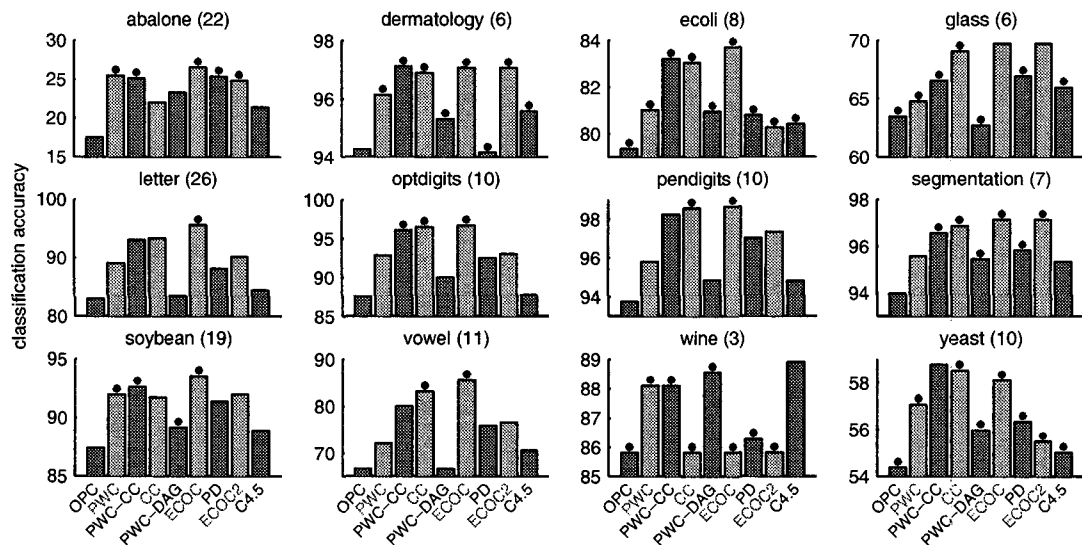 abalone (22) dermatology (6) ecoli (8) glass (6)
30 98 84 70
25
20 96 82 65
15 94 80 60
letter (26) optdigits (10) pendigits (10) segmentation (7)
100 100 98 98
95
90 90 96 96
80 85 94 94
soybean (19) vowel (11) wine (3) yeast (10)
95 90 89 58
88
90 80 87 56
86
85 70 85 54
classification accuracy
OPC PWC PWC-CC CC PWC-DAG ECOC PD ECOC2 C4.5
OPC PWC PWC-CC CC PWC-DAG ECOC PD ECOC2 C4.5
OPC PWC PWC-CC CC PWC-DAG ECOC PD ECOC2 C4.5
OPC PWC PWC-CC CC PWC-DAG ECOC PD ECOC2 C4.5